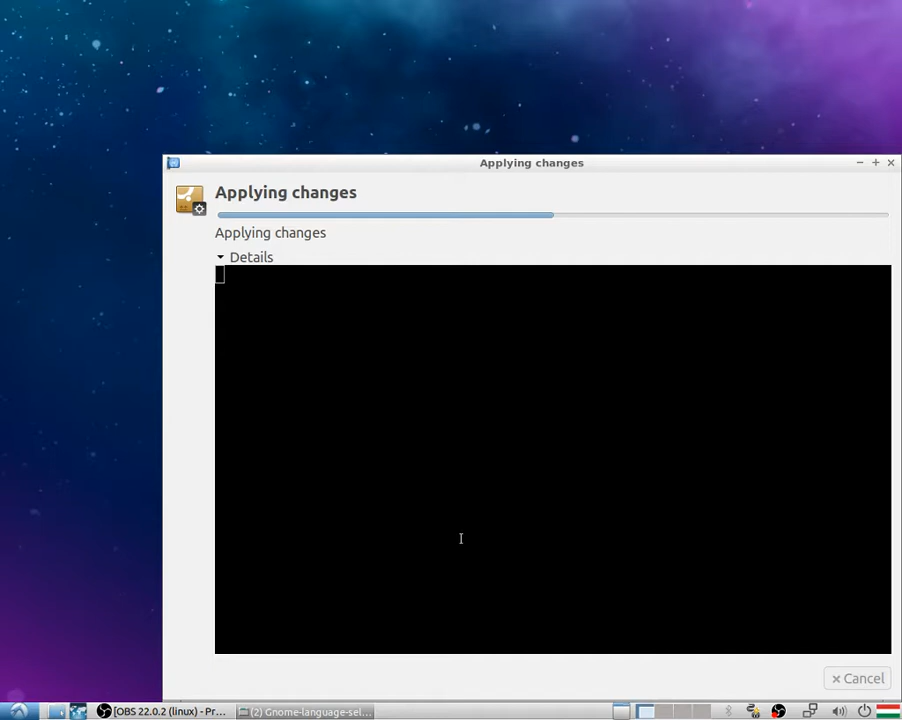 Applying changes
Applying changes
Applying changes
Details
Cancel
[OBS 22.0.2 (linux) - Pr...
(2) Gnome-language-sel...